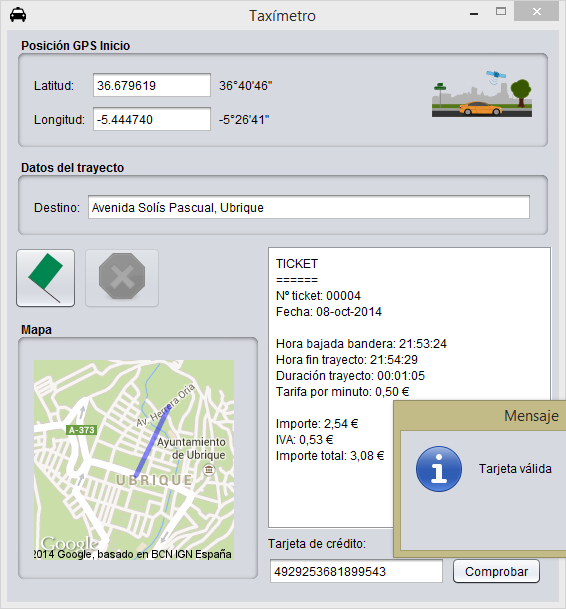 Taxímetro
Posición GPS Inicio
Latitud: 36.679619 36°40'46"
Longitud: -5.444740 -5°26'41"
Datos del trayecto
Destino: Avenida Solís Pascual, Ubrique
TICKET
======
Nº ticket: 00004
Fecha: 08-oct-2014
Hora bajada bandera: 21:53:24
Hora fin trayecto: 21:54:29
Duración trayecto: 00:01:05
Tarifa por minuto: 0,50 €
Importe: 2,54 €
IVA: 0,53 €
Importe total: 3,08 €
Mapa
Av. Herrera Oria
A-373
Ayuntamiento
de Ubrique
UBRIQUE
Google
2014 Google, basado en BCN IGN España
Mensaje
Tarjeta válida
Tarjeta de crédito:
4929253681899543 Comprobar